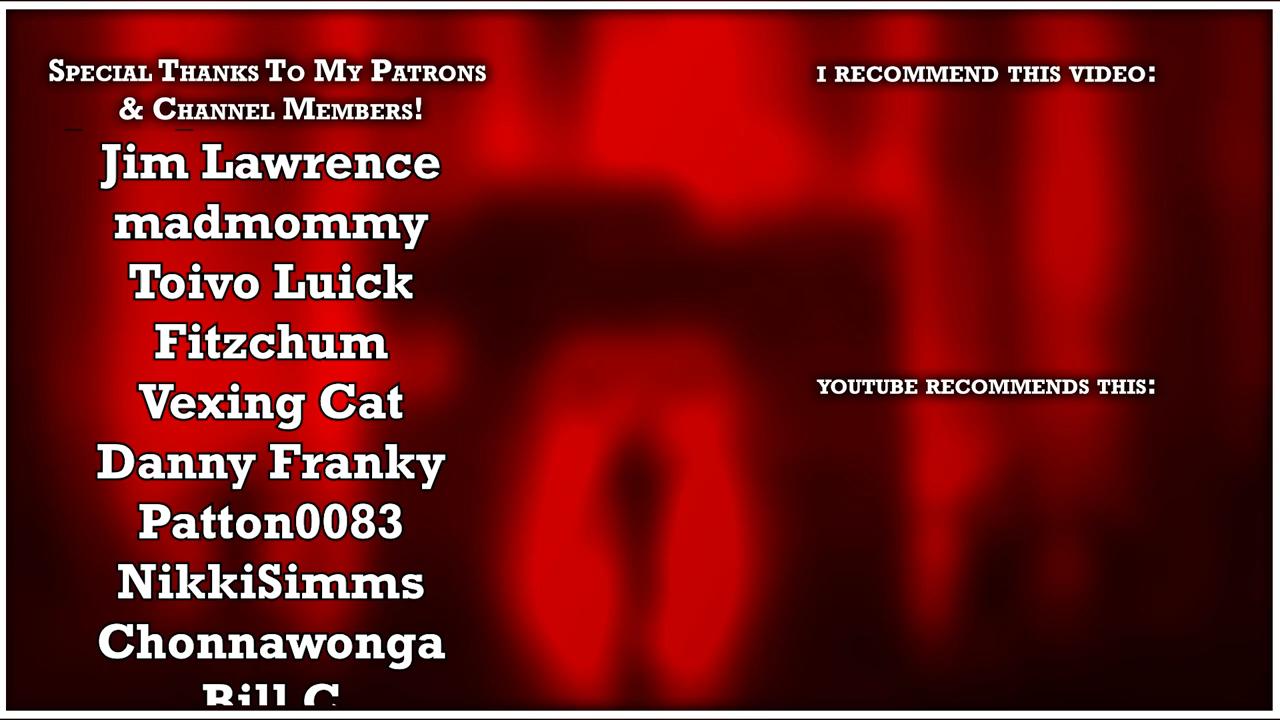 Special Thanks To My Patrons
& Channel Members!
Jim Lawrence
madmommy
Toivo Luick
Fitzchum
Vexing Cat
Danny Franky
Patton0083
NikkiSimms
Chonnawonga
Bill C
I RECOMMEND THIS VIDEO:
YOUTUBE RECOMMENDS THIS: